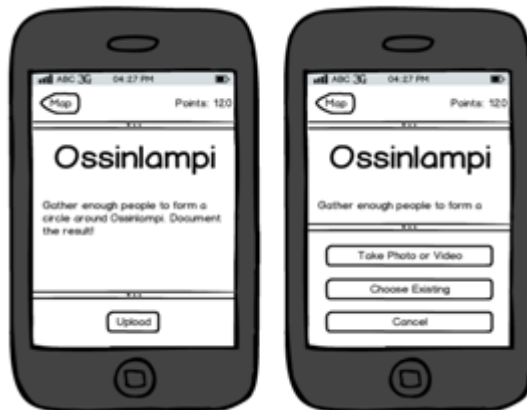 ABC 3G 04:27 PM
Map Points: 120
Ossinlampi
Gather enough people to form a
circle around Ossinlampi. Document
the result!
Upload
ABC 3G 04:27 PM
Map Points: 120
Ossinlampi
Gather enough people to form a
Take Photo or Video
Choose Existing
Cancel